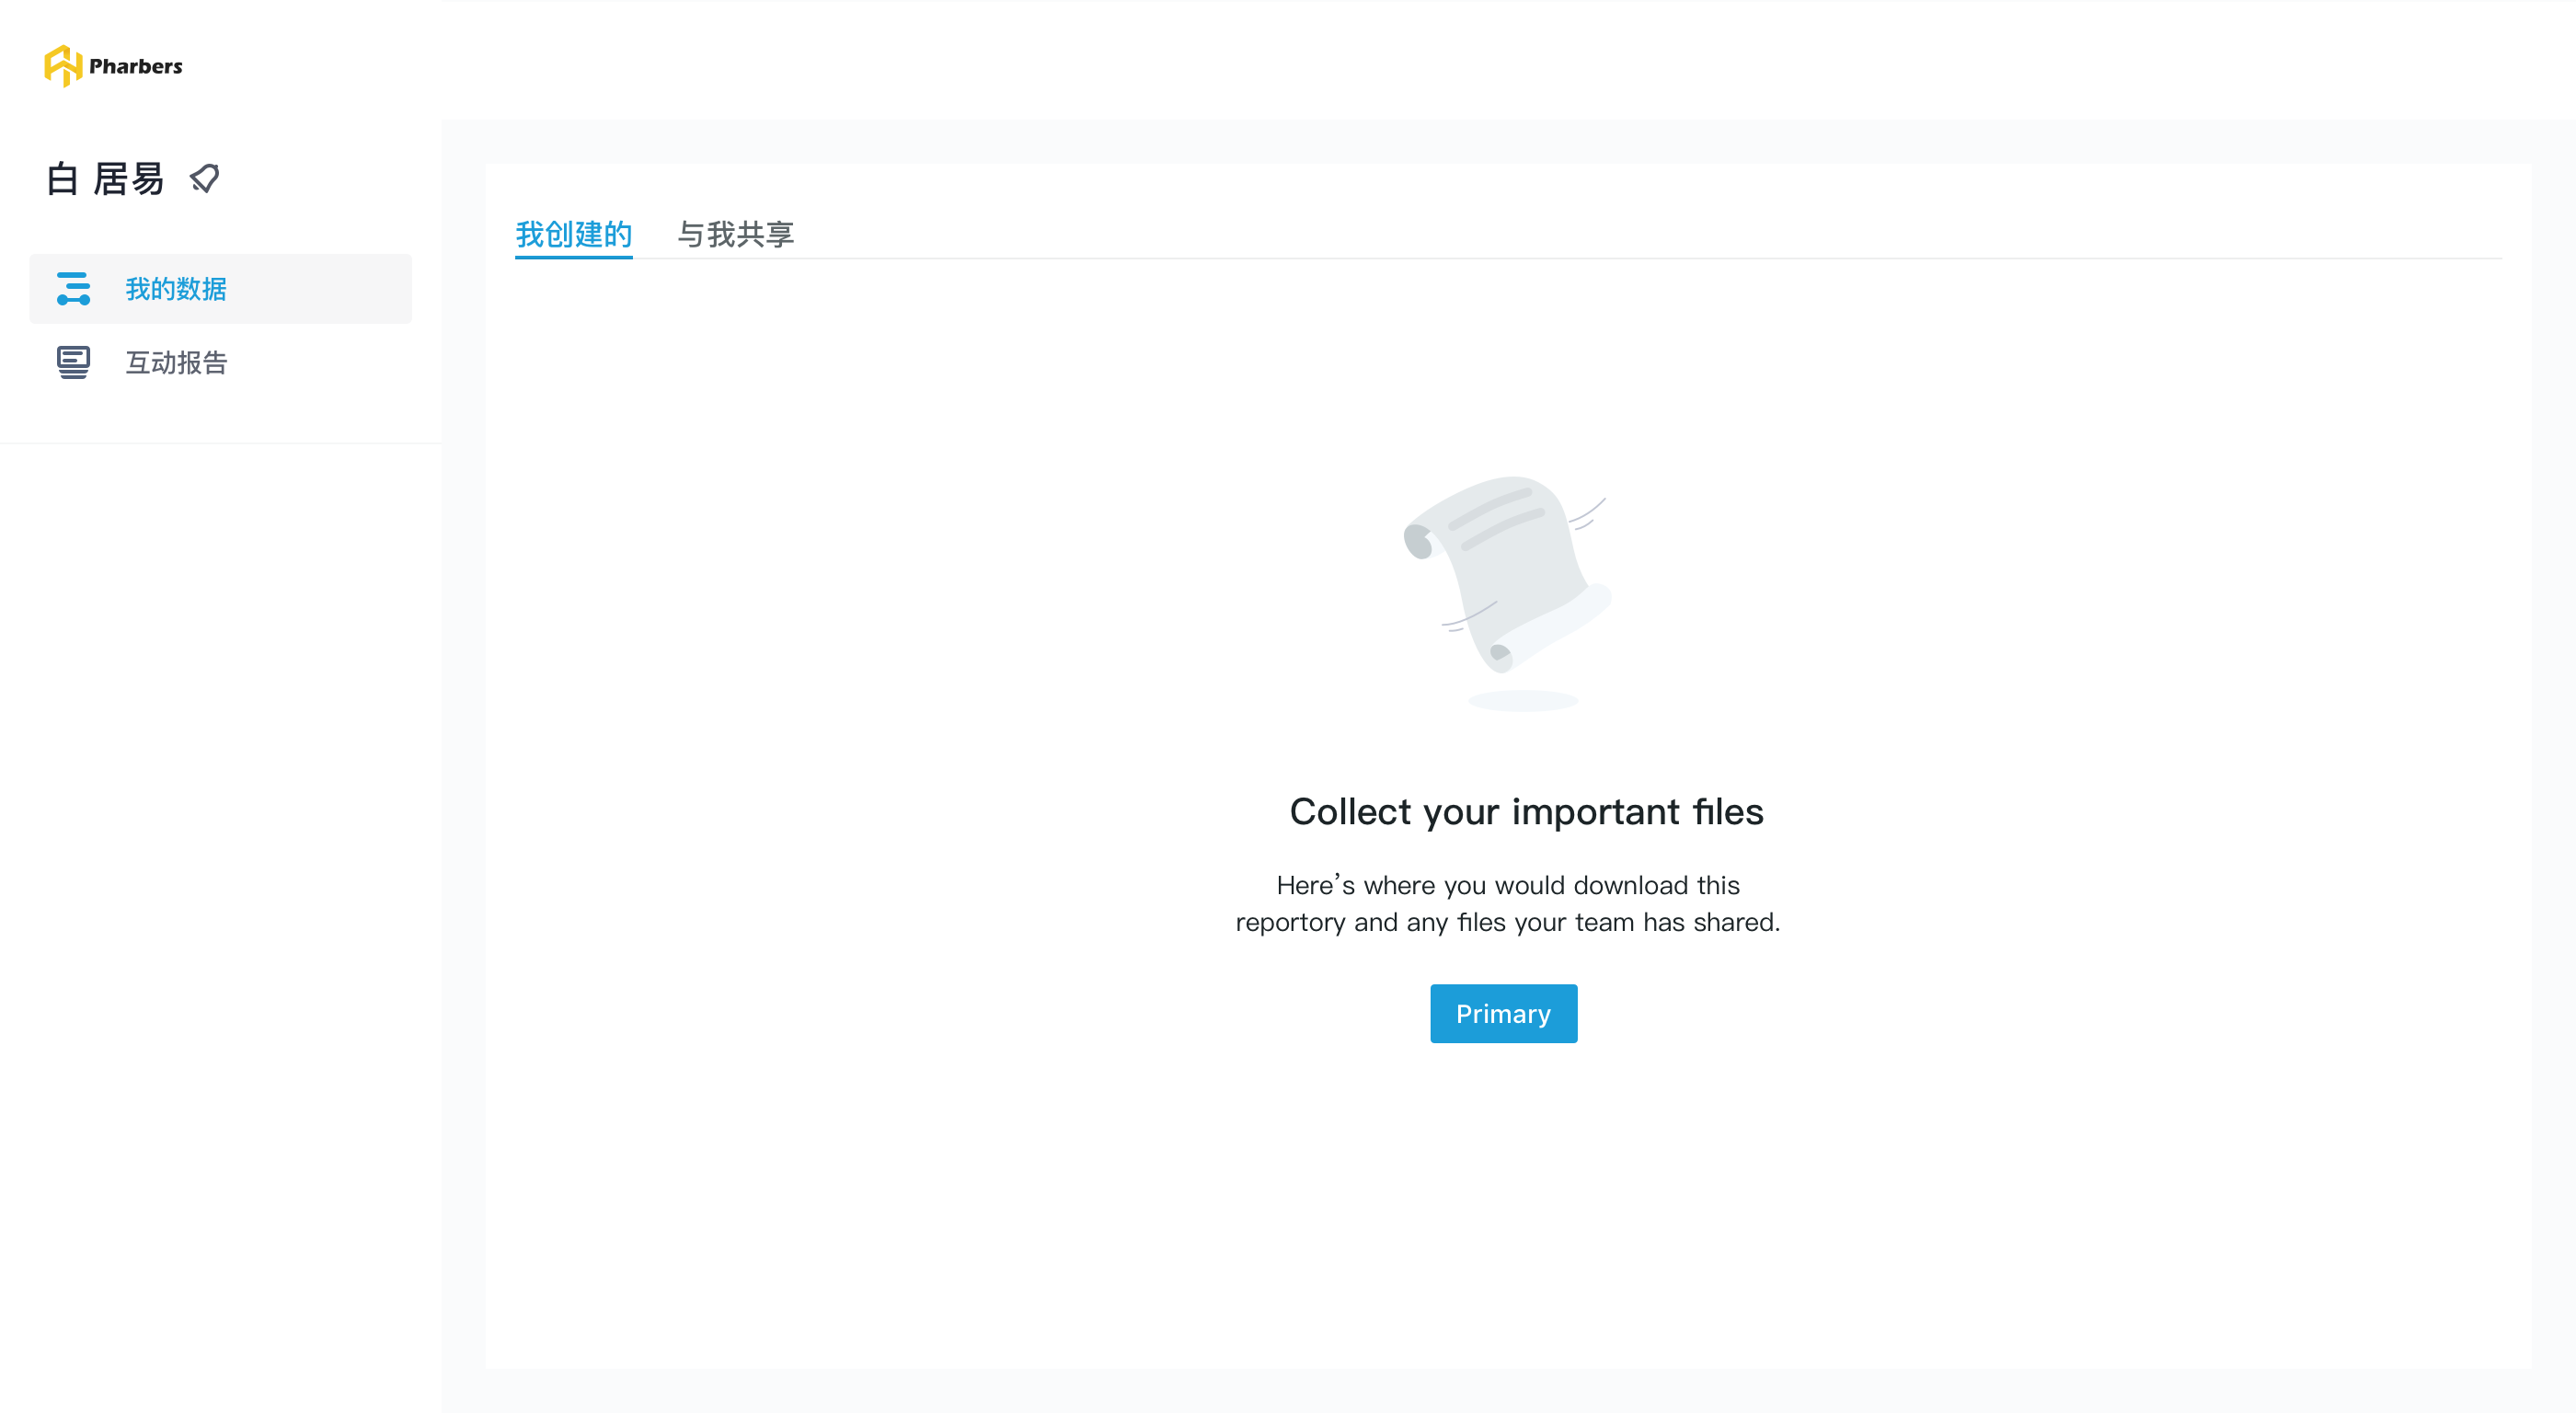 Pharbers
白 居易
我的数据
互动报告
我创建的
与我共享
Collect your important files
Here’s where you would download this
reportory and any files your team has shared.
Primary